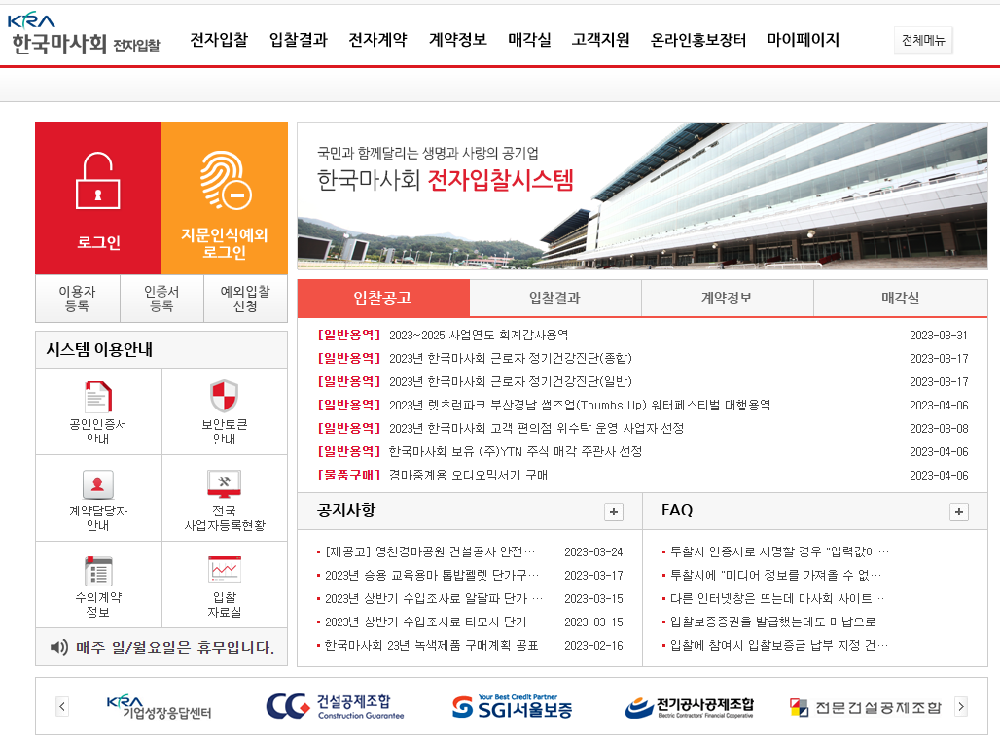 KRA
한국마사회 전자입찰
전자입찰 입찰결과 전자계약 계약정보 매각실 고객지원 온라인홍보장터 마이페이지
전체메뉴
로그인
지문인식예외
로그인
이용자
등록
인증서
등록
예외입찰
신청
국민과 함께달리는 생명과 사랑의 공기업
한국마사회 전자입찰시스템
입찰공고 입찰결과 계약정보 매각실
[일반용역] 2023~2025 사업연도 회계감사용역 2023-03-31
[일반용역] 2023년 한국마사회 근로자 정기건강진단(종합) 2023-03-17
[일반용역] 2023년 한국마사회 근로자 정기건강진단(일반) 2023-03-17
[일반용역] 2023년 렛츠런파크 부산경남 썸즈업(Thumbs Up) 워터페스티벌 대행용역 2023-04-06
[일반용역] 2023년 한국마사회 고객 편의점 위수탁 운영 사업자 선정 2023-03-08
[일반용역] 한국마사회 보유 (주)YTN 주식 매각 주관사 선정 2023-04-06
[물품구매] 경마중계용 오디오믹서기 구매 2023-04-06
시스템 이용안내
공인인증서
안내
보안토큰
안내
계약담당자
안내
전국
사업자등록현황
수의계약
정보
입찰
자료실
매주 일/월요일은 휴무입니다.
공지사항
[재공고] 영천경마공원 건설공사 안전… 2023-03-24
2023년 승용 교육용마 톱밥펠렛 단가구… 2023-03-17
2023년 상반기 수입조사료 알팔파 단가 … 2023-03-15
2023년 상반기 수입조사료 티모시 단가 … 2023-03-15
한국마사회 23년 녹색제품 구매계획 공표 2023-02-16
FAQ
투찰시 인증서로 서명할 경우 "입력값이…
투찰시에 "미디어 정보를 가져올 수 없…
다른 인터넷창은 뜨는데 마사회 사이트…
입찰보증증권을 발급했는데도 미납으로…
입찰에 참여시 입찰보증금 납부 지정 건…
KRA
기업성장응답센터
CG 건설공제조합
Construction Guarantee
Your Best Credit Partner
SGI서울보증
전기공사공제조합
Electric Contractors' Financial Cooperative
전문건설공제조합